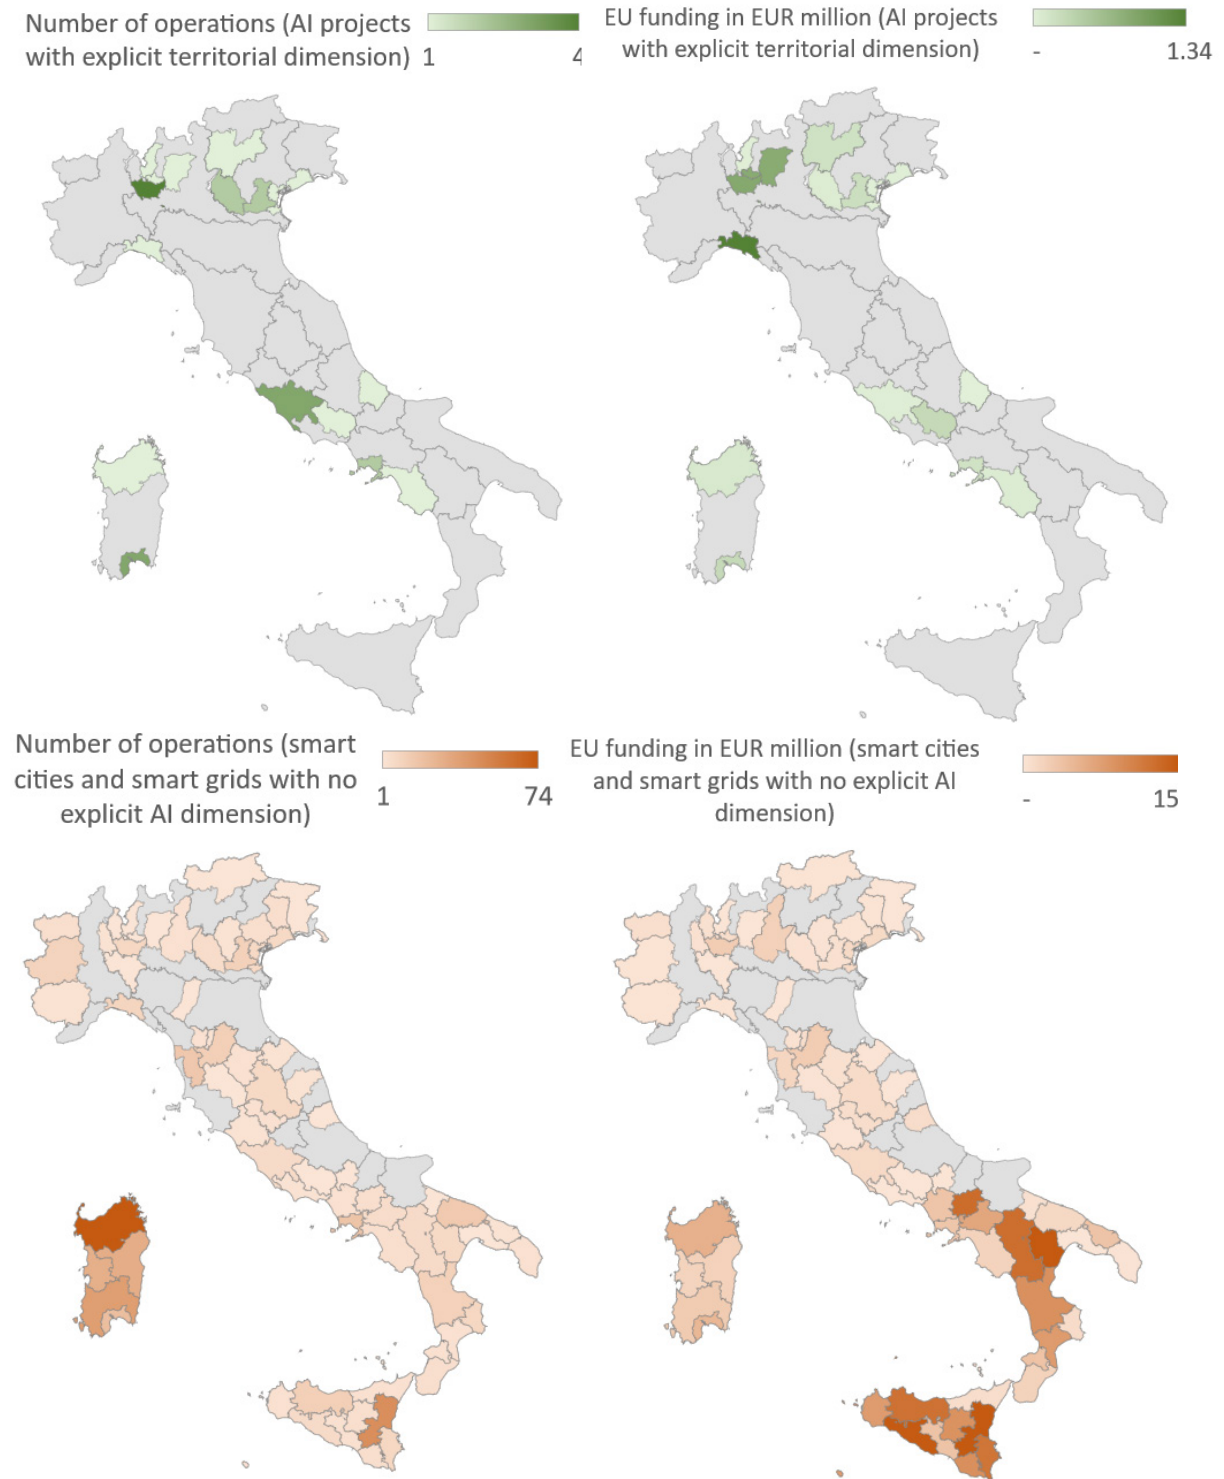 Number of operations (AI projects
with explicit territorial dimension)
1
4
EU funding in EUR million (AI projects
with explicit territorial dimension)
-
1.34
Number of operations (smart
cities and smart grids with no
explicit AI dimension)
1
74
EU funding in EUR million (smart cities
and smart grids with no explicit AI
dimension)
-
15